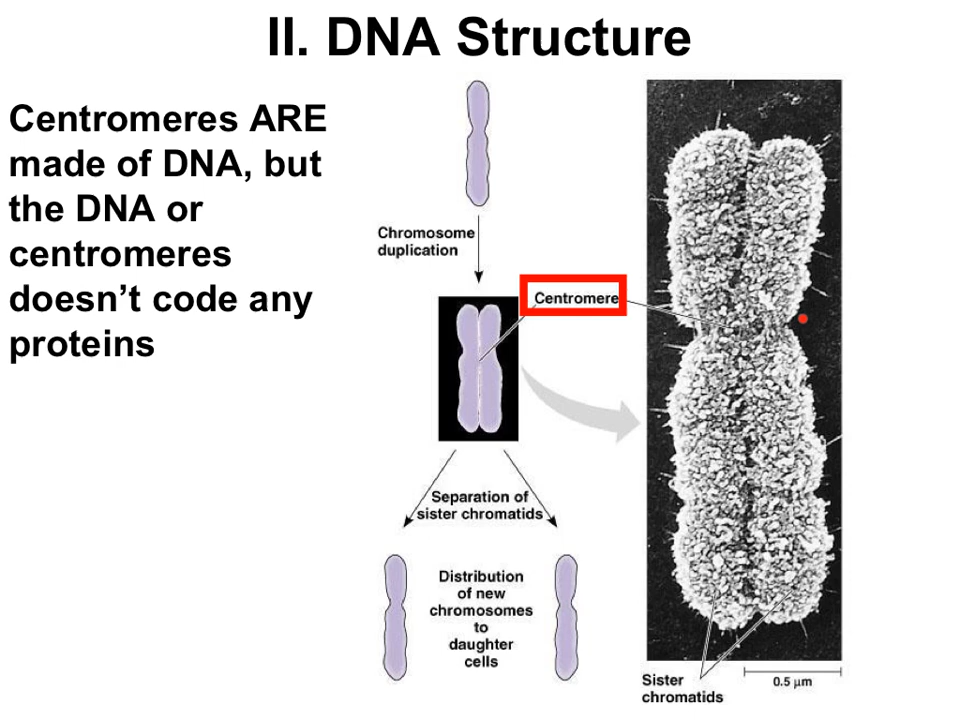 II. DNA Structure
Centromeres ARE
made of DNA, but
the DNA or
centromeres
doesn’t code any
proteins
Chromosome
duplication
Centromere
Separation of
sister chromatids
Distribution
of new
chromosomes
to
daughter
cells
Sister
chromatids
0.5 μm